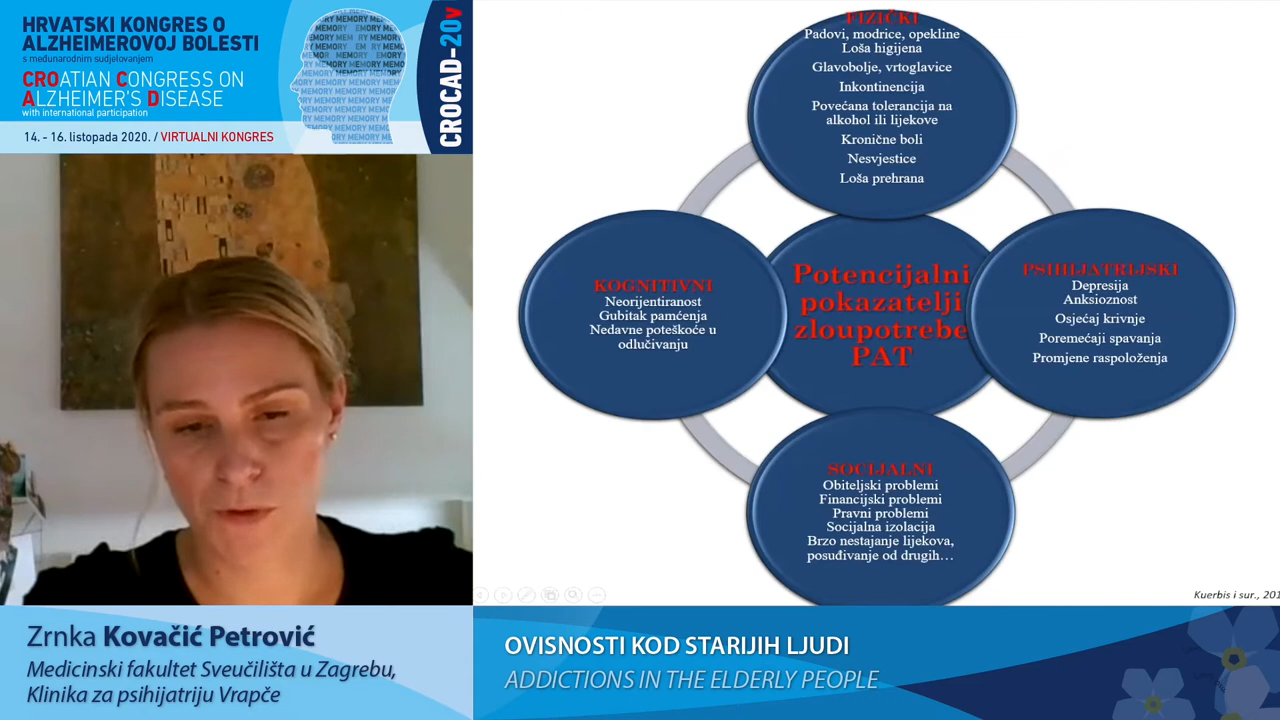 HRVATSKI KONGRES O
ALZHEIMEROVOJ BOLESTI
s međunarodnim sudjelovanjem
CROATIAN CONGRESS ON
ALZHEIMER'S DISEASE
with international participation
14. - 16. listopada 2020. / VIRTUALNI KONGRES
CROCAD-20v
FIZIČKI
Padovi, modrice, opekline
Loša higijena
Glavobolje, vrtoglavice
Inkontinencija
Povećana tolerancija na
alkohol ili lijekove
Kronične boli
Nesvjestice
Loša prehrana
KOGNITIVNI
Neorijentiranost
Gubitak pamćenja
Nedavne poteškoće u
odlučivanju
Potencijalni
pokazatelji
zloupotrebe
PAT
PSIHIJATRIJSKI
Depresija
Anksioznost
Osjećaj krivnje
Poremećaji spavanja
Promjene raspoloženja
SOCIJALNI
Obiteljski problemi
Financijski problemi
Pravni problemi
Socijalna izolacija
Brzo nestajanje lijekova,
posuđivanje od drugih…
Kuerbis i sur., 201
Zrnka Kovačić Petrović
Medicinski fakultet Sveučilišta u Zagrebu,
Klinika za psihijatriju Vrapče
OVISNOSTI KOD STARIJIH LJUDI
ADDICTIONS IN THE ELDERLY PEOPLE